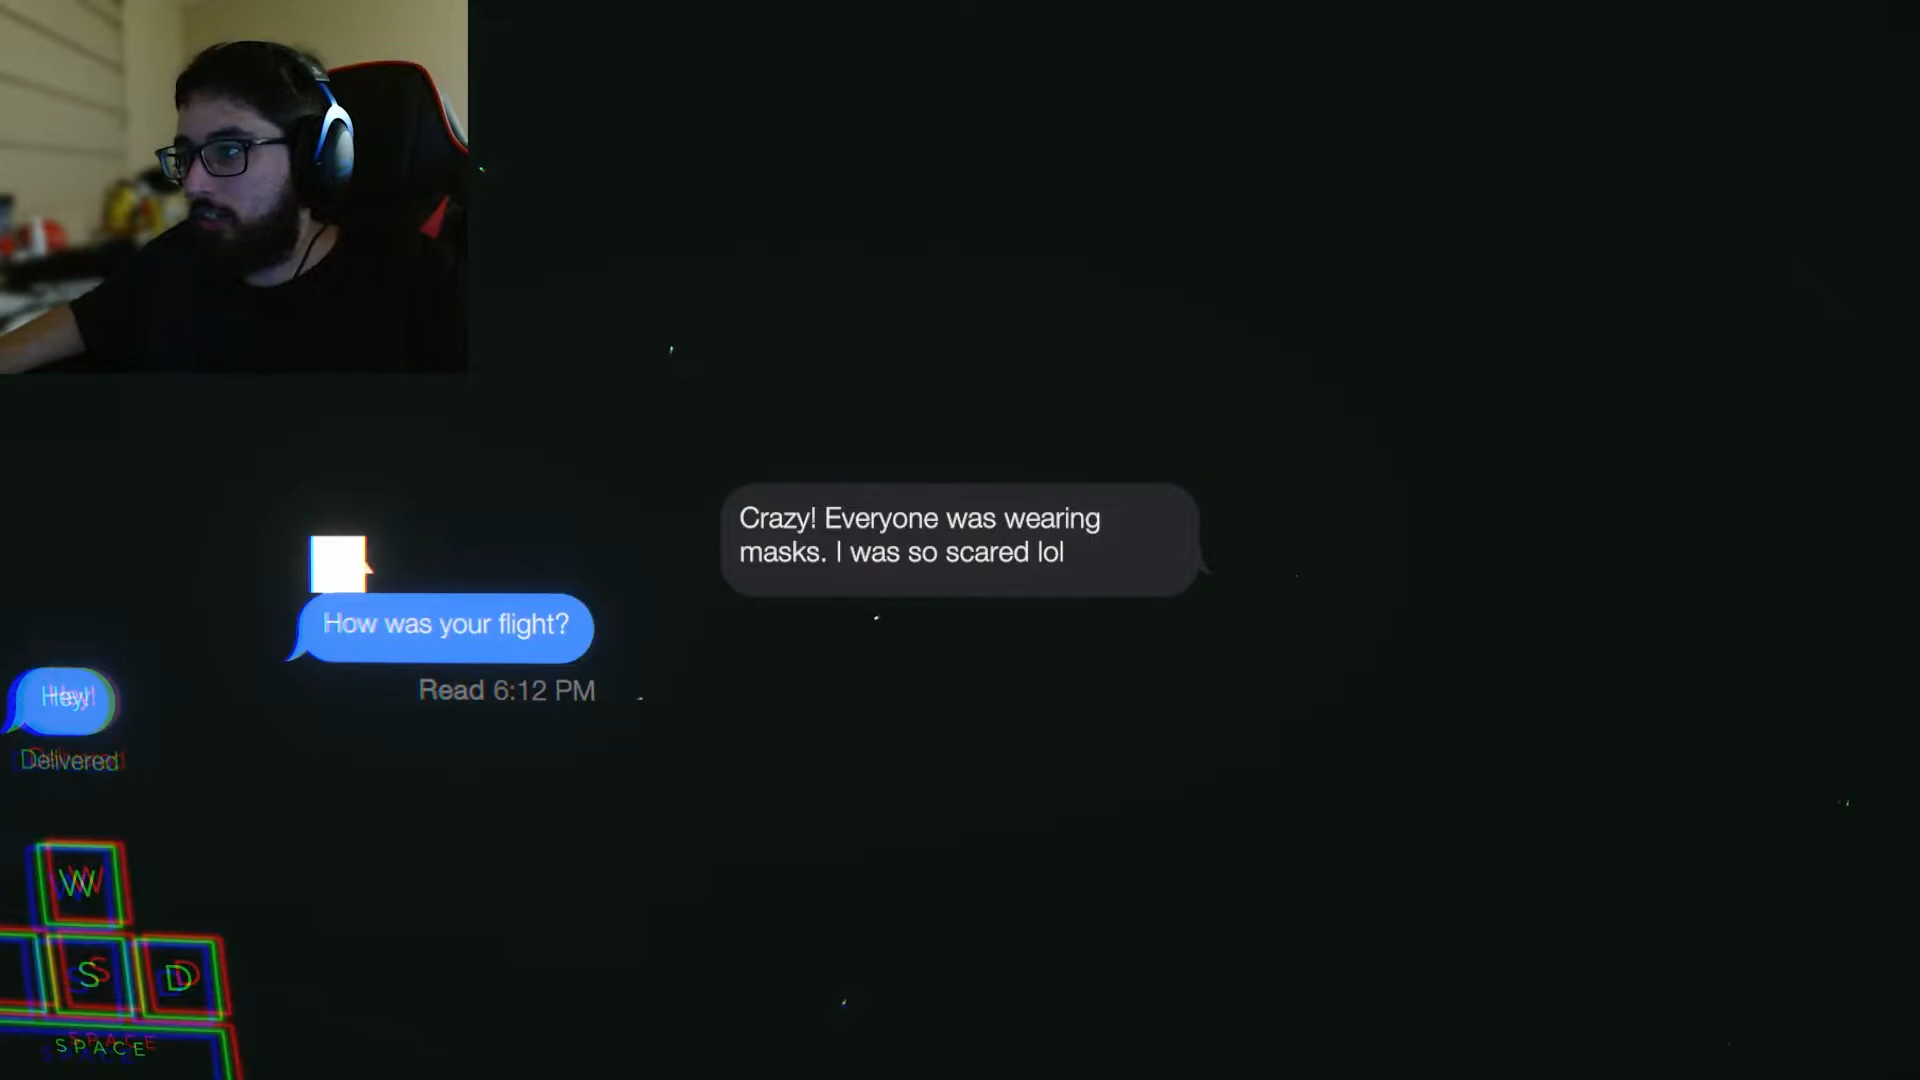 Crazy! Everyone was wearing
masks. I was so scared lol
How was your flight?
Read 6:12 PM
Hey!
Delivered
W
S D
SPACE